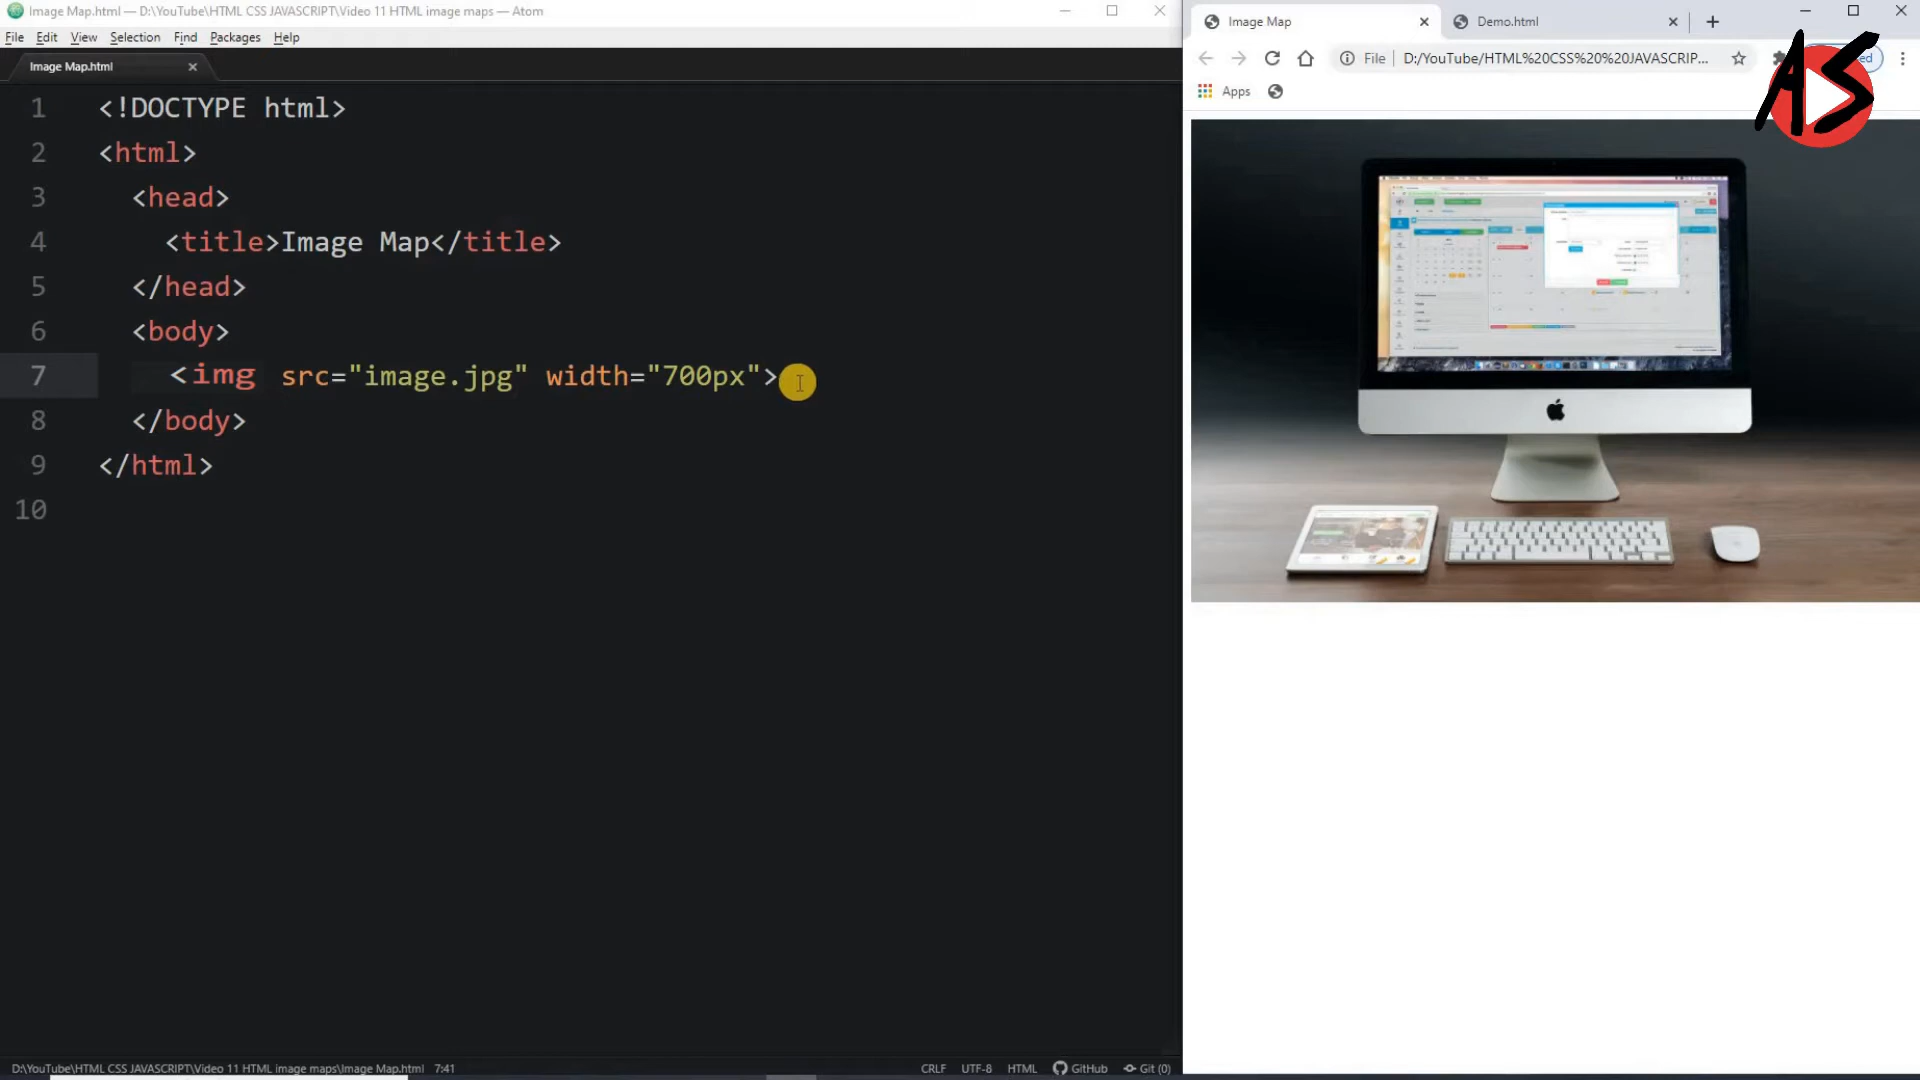 Image Map.html — D:\YouTube\HTML CSS JAVASCRIPT\Video 11 HTML image maps — Atom
File Edit View Selection Find Packages Help
Image Map.html
1 <!DOCTYPE html>
2 <html>
3 <head>
4 <title>Image Map</title>
5 </head>
6 <body>
7 <img src="image.jpg" width="700px">
8 </body>
9 </html>
10
D:\YouTube\HTML CSS JAVASCRIPT\Video 11 HTML image maps\Image Map.html 7:41
CRLF UTF-8 HTML GitHub Git (0)
Image Map
Demo.html
File D:/YouTube/HTML%20CSS%20%20JAVASCRIP...
Apps
AS